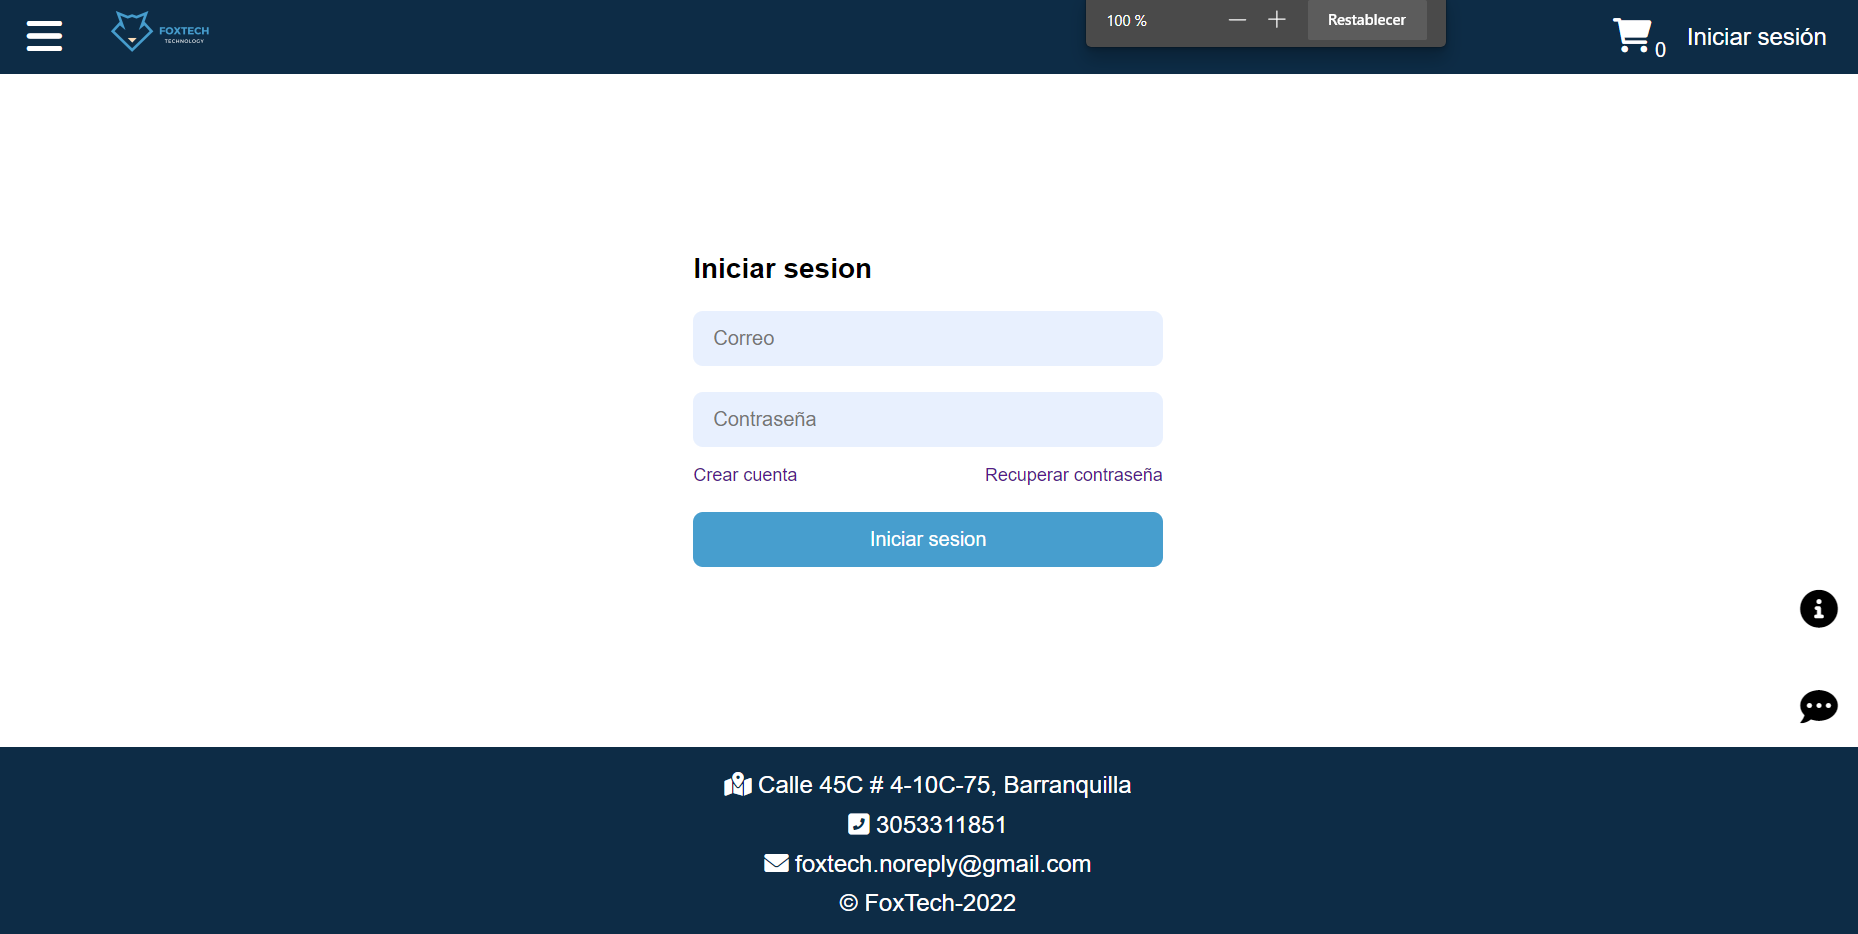 FOXTECH
TECHNOLOGY
100 %
Restablecer
0
Iniciar sesión
Iniciar sesion
Correo
Contraseña
Crear cuenta
Recuperar contraseña
Iniciar sesion
Calle 45C # 4-10C-75, Barranquilla
3053311851
foxtech.noreply@gmail.com
© FoxTech-2022